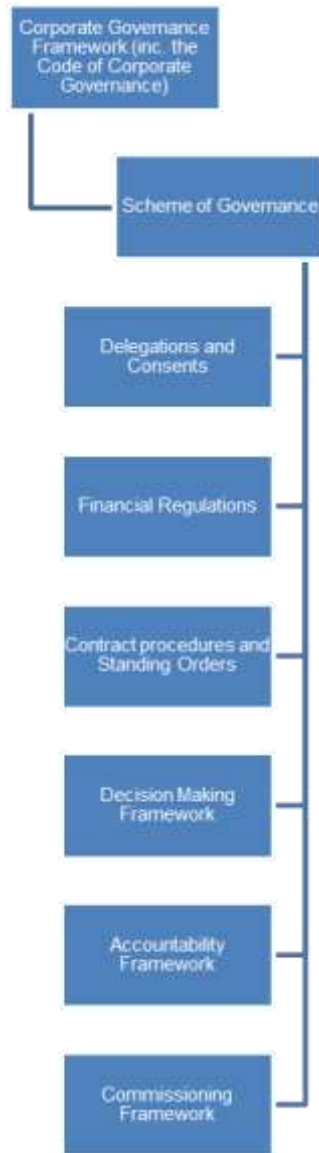 Corporate Governance
Framework (inc. the
Code of Corporate
Governance)
Scheme of Governance
Delegations and
Consents
Financial Regulations
Contract procedures and
Standing Orders
Decision Making
Framework
Accountability
Framework
Commissioning
Framework